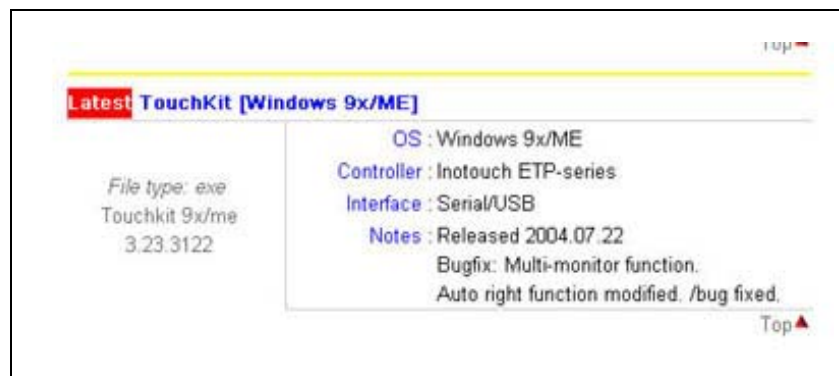 Top▲
Latest TouchKit [Windows 9x/ME]
OS : Windows 9x/ME
Controller : Inotouch ETP-series
File type: exe
Interface : Serial/USB
Touchkit 9x/me
Notes : Released 2004.07.22
3.23.3122
Bugfix: Multi-monitor function.
Auto right function modified. /bug fixed.
Top▲